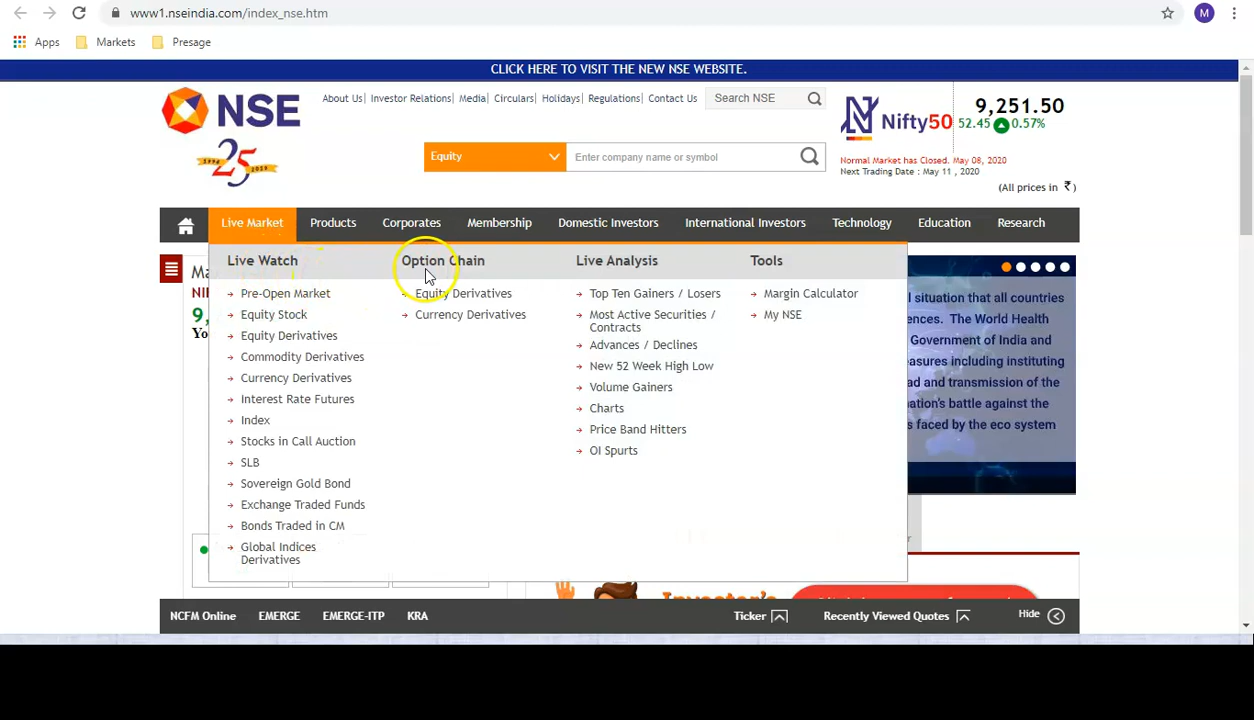 www1.nseindia.com/index_nse.htm
M
Apps
Markets
Presage
CLICK HERE TO VISIT THE NEW NSE WEBSITE.
NSE
25
About Us| Investor Relations| Media| Circulars| Holidays| Regulations| Contact Us
Search NSE
Equity
Enter company name or symbol
Nifty50
9,251.50
52.45 0.57%
Normal Market has Closed. May 08, 2020
Next Trading Date : May 11 , 2020
(All prices in ₹)
Live Market Products Corporates Membership Domestic Investors International Investors Technology Education Research
Live Watch
Pre-Open Market
Equity Stock
Equity Derivatives
Commodity Derivatives
Currency Derivatives
Interest Rate Futures
Index
Stocks in Call Auction
SLB
Sovereign Gold Bond
Exchange Traded Funds
Bonds Traded in CM
Global Indices
Derivatives
Option Chain
Equity Derivatives
Currency Derivatives
Live Analysis
Top Ten Gainers / Losers
Most Active Securities /
Contracts
Advances / Declines
New 52 Week High Low
Volume Gainers
Charts
Price Band Hitters
OI Spurts
Tools
Margin Calculator
My NSE
situation that all countries
ences. The World Health
Government of India and
asures including instituting
ad and transmission of the
nation's battle against the
s faced by the eco system
NCFM Online EMERGE EMERGE-ITP KRA
Ticker Recently Viewed Quotes Hide